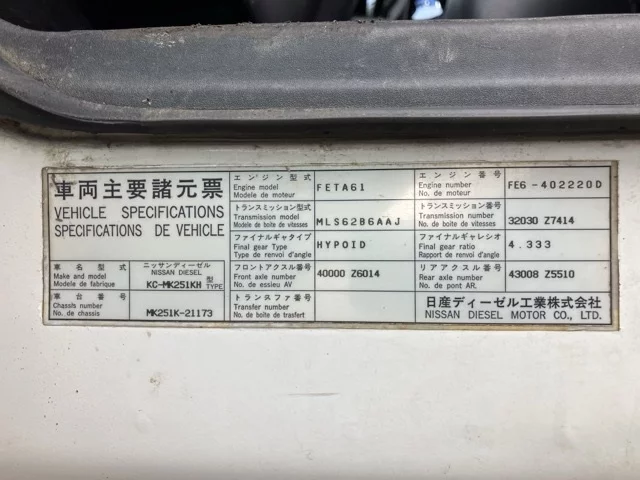 車両主要諸元票
VEHICLE SPECIFICATIONS
SPECIFICATIONS DE VEHICLE
車名型式
Make and model
Modele de fabrique
ニッサンディーゼル
NISSAN DIESEL
KC-MK251KH TYPE
車台番号
Chassis number
No. de chassis
MK251K-21173
エンジン型式
Engine model
Modele de moteur
FETA61
トランスミッション型式
Transmission model
Modele de boite de vitesses
MLS62B6AAJ
ファイナルギヤタイプ
Final gear Type
Type de renvoi d'angle
HYPOID
フロントアクスル番号
Front axle number
No. de essieu AV
40000 Z6014
トランスファ番号
Transfer number
No. de boite de trasfert
エンジン番号
Engine number
No. de moteur
FE6-402220D
トランスミッション番号
Transmission number
No. de boite de vitesses
32030 Z7414
ファイナルギヤレシオ
Final gear ratio
Rapport de renvoi d'angle
4.333
リアアクスル番号
Rear axle number
No. de pont AR.
43008 Z5510
日産ディーゼル工業株式会社
NISSAN DIESEL MOTOR CO., LTD.